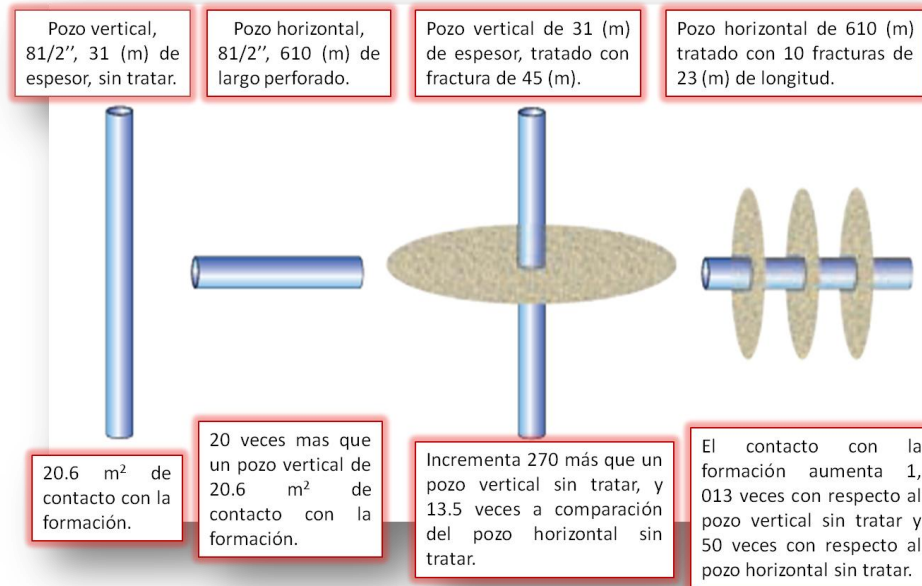 Pozo vertical,
81/2’’, 31 (m) de
espesor, sin tratar.
Pozo horizontal,
81/2’’, 610 (m) de
largo perforado.
Pozo vertical de 31 (m)
de espesor, tratado con
fractura de 45 (m).
Pozo horizontal de 610 (m)
tratado con 10 fracturas de
23 (m) de longitud.
20.6 m² de
contacto con la
formación.
20 veces mas que
un pozo vertical de
20.6 m² de
contacto con la
formación.
Incrementa 270 más que un
pozo vertical sin tratar, y
13.5 veces a comparación
del pozo horizontal sin
tratar.
El contacto con la
formación aumenta 1,
013 veces con respecto al
pozo vertical sin tratar y
50 veces con respecto al
pozo horizontal sin tratar.